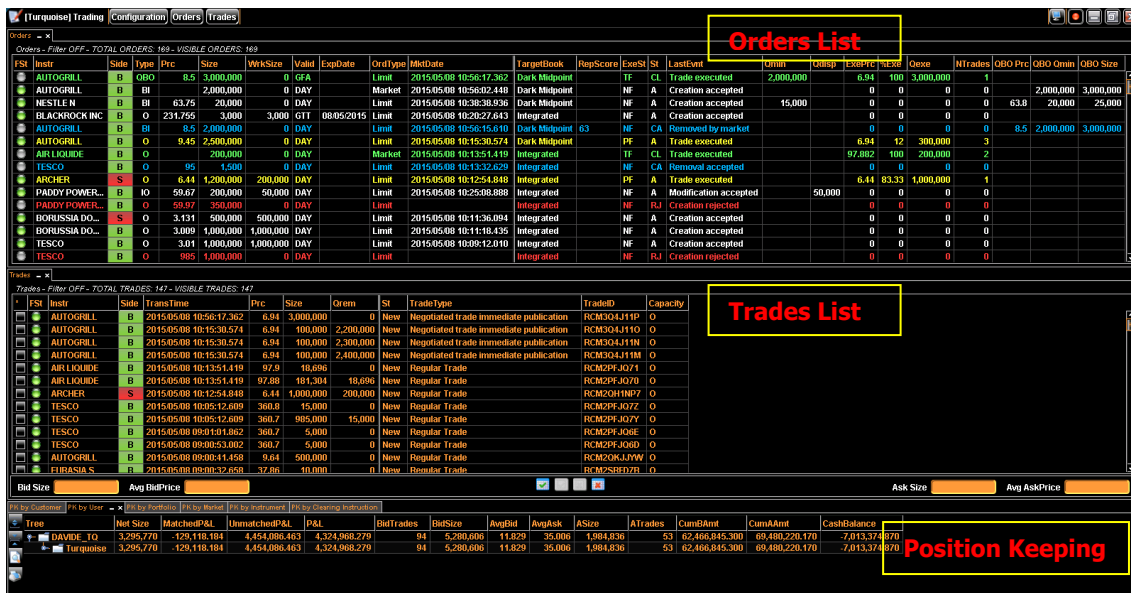 [Turquoise] Trading Configuration Orders Trades
Orders
Orders List
Orders - Filter OFF - TOTAL ORDERS: 169 - VISIBLE ORDERS: 169
FSt Instr Side Type Prc Size WrkSize Valid ExpDate OrdType MktDate TargetBook RepScore ExeSt St LastEvnt Qmin Qdisp ExePrc %Exe Qexe NTrades QBO Prc QBO Qmin QBO Size
AUTOGRILL B QBO 8.5 3,000,000 0 GFA Limit 2015/05/08 10:56:17.362 Dark Midpoint TF CL Trade executed 2,000,000 6.94 100 3,000,000 1
AUTOGRILL B BI 2,000,000 0 DAY Market 2015/05/08 10:56:02.448 Dark Midpoint NF A Creation accepted 0 0 0 0 2,000,000 3,000,000
NESTLE N B BI 63.75 20,000 0 DAY Limit 2015/05/08 10:38:38.936 Dark Midpoint NF A Creation accepted 15,000 0 0 0 0 63.8 20,000 25,000
BLACKROCK INC B O 231.755 3,000 3,000 GTT 08/05/2015 Limit 2015/05/08 10:20:27.643 Integrated NF A Creation accepted 0 0 0 0
AUTOGRILL B BI 8.5 2,000,000 0 DAY Limit 2015/05/08 10:56:15.610 Dark Midpoint 63 NF CA Removed by market 0 0 0 0 8.5 2,000,000 3,000,000
AUTOGRILL B O 9.45 2,500,000 0 DAY Limit 2015/05/08 10:15:30.574 Dark Midpoint PF A Trade executed 6.94 12 300,000 3
AIR LIQUIDE B O 200,000 0 DAY Market 2015/05/08 10:13:51.419 Integrated TF CL Trade executed 97.882 100 200,000 2
TESCO B O 95 1,500 0 DAY Limit 2015/05/08 10:13:32.629 Integrated NF CA Removal accepted 0 0 0 0
ARCHER S O 6.44 1,200,000 200,000 DAY Limit 2015/05/08 10:12:54.848 Integrated PF A Trade executed 6.44 83.33 1,000,000 1
PADDY POWER... B IO 59.67 200,000 50,000 DAY Limit 2015/05/08 10:25:08.888 Integrated NF A Modification accepted 50,000 0 0 0 0
PADDY POWER... B O 59.97 350,000 0 DAY Limit Integrated NF RJ Creation rejected 0 0 0 0
BORUSSIA DO... S O 3.131 500,000 500,000 DAY Limit 2015/05/08 10:11:36.094 Integrated NF A Creation accepted 0 0 0 0
BORUSSIA DO... B O 3.009 1,000,000 1,000,000 DAY Limit 2015/05/08 10:11:18.435 Integrated NF A Creation accepted 0 0 0 0
TESCO B O 3.01 1,000,000 1,000,000 DAY Limit 2015/05/08 10:09:12.010 Integrated NF A Creation accepted 0 0 0 0
TESCO B O 985 1,000,000 0 DAY Limit Integrated NF RJ Creation rejected 0 0 0 0
Trades
Trades - Filter OFF - TOTAL TRADES: 147 - VISIBLE TRADES: 147
Trades List
* FSt Instr Side TransTime Prc Size Qrem St TradeType TradeID Capacity
AUTOGRILL B 2015/05/08 10:56:17.362 6.94 3,000,000 0 New Negotiated trade immediate publication RCM3Q4J11P O
AUTOGRILL B 2015/05/08 10:15:30.574 6.94 100,000 2,200,000 New Negotiated trade immediate publication RCM3Q4J11O O
AUTOGRILL B 2015/05/08 10:15:30.574 6.94 100,000 2,300,000 New Negotiated trade immediate publication RCM3Q4J11N O
AUTOGRILL B 2015/05/08 10:15:30.574 6.94 100,000 2,400,000 New Negotiated trade immediate publication RCM3Q4J11M O
AIR LIQUIDE B 2015/05/08 10:13:51.419 97.9 18,696 0 New Regular Trade RCM2PFJQ71 O
AIR LIQUIDE B 2015/05/08 10:13:51.419 97.88 181,304 18,696 New Regular Trade RCM2PFJQ70 O
ARCHER S 2015/05/08 10:12:54.848 6.44 1,000,000 200,000 New Regular Trade RCM2QH1NP7 O
TESCO B 2015/05/08 10:05:12.609 360.8 15,000 0 New Regular Trade RCM2PFJQ7Z O
TESCO B 2015/05/08 10:05:12.609 360.7 985,000 15,000 New Regular Trade RCM2PFJQ7Y O
TESCO B 2015/05/08 09:01:01.862 360.7 5,000 0 New Regular Trade RCM2PFJQ6E O
TESCO B 2015/05/08 09:00:53.002 360.7 5,000 0 New Regular Trade RCM2PFJQ6D O
AUTOGRILL B 2015/05/08 09:00:41.458 9.64 500,000 0 New Regular Trade RCM2QKJJYW O
EURASIA S B 2015/05/08 09:00:32.658 37.86 10,000 0 New Regular Trade RCM2SRFD7B O
Bid Size Avg BidPrice Ask Size Avg AskPrice
PK by Customer PK by User PK by Portfolio PK by Market PK by Instrument PK by Clearing Instruction
Tree Net Size MatchedP&L UnmatchedP&L P&L BidTrades BidSize AvgBid AvgAsk ASize ATrades CumBAmt CumAAmt CashBalance
DAVIDE_TQ 3,295,770 -129,118.184 4,454,086.463 4,324,968.279 94 5,280,606 11.829 35.006 1,984,836 53 62,466,845.300 69,480,220.170 -7,013,374.870
Turquoise 3,295,770 -129,118.184 4,454,086.463 4,324,968.279 94 5,280,606 11.829 35.006 1,984,836 53 62,466,845.300 69,480,220.170 -7,013,374.870
Position Keeping